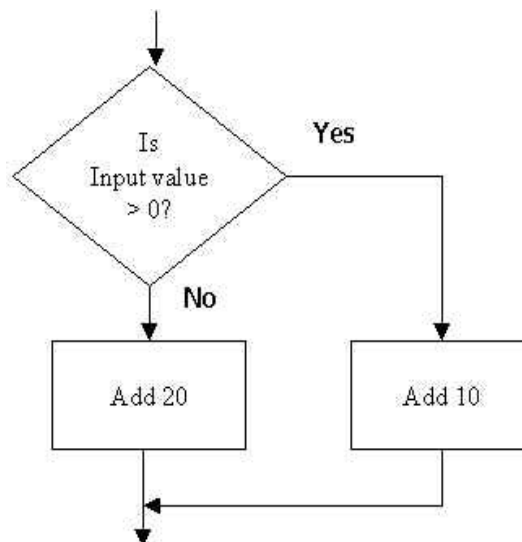 Is
Input value
> 0?
Yes
No
Add 20
Add 10